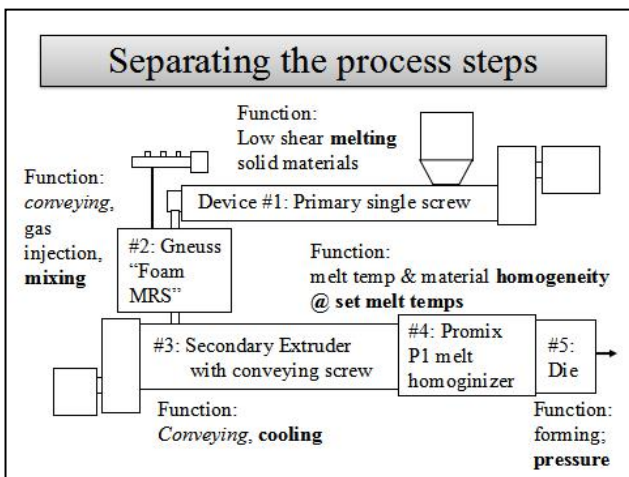 Separating the process steps
Function:
Low shear melting
solid materials
Function:
conveying,
gas
injection,
mixing
Device #1: Primary single screw
#2: Gneuss
“Foam
MRS”
Function:
melt temp & material homogeneity
@ set melt temps
#3: Secondary Extruder
with conveying screw
#4: Promix
P1 melt
homoginizer
#5:
Die
Function:
Conveying, cooling
Function:
forming;
pressure